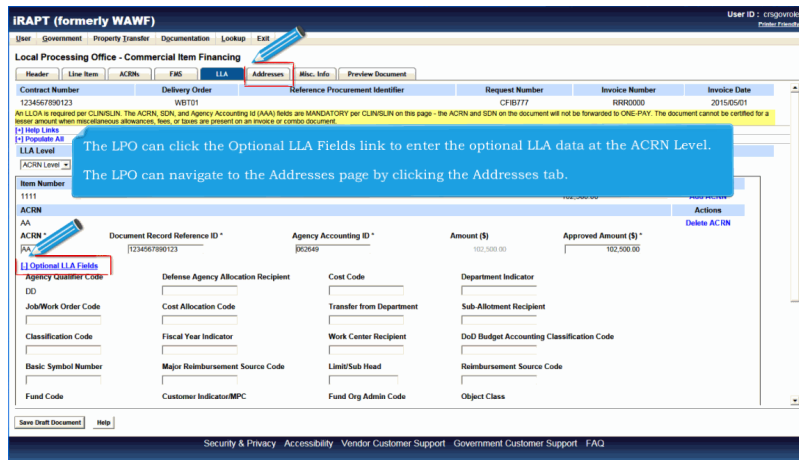 iRAPT (formerly WAWF)
User ID : crsgovrole
Printer Friendly
User Government Property Transfer Documentation Lookup Exit
Local Processing Office - Commercial Item Financing
Header Line Item ACRNs FMS LLA Addresses Misc. Info Preview Document
Contract Number Delivery Order Reference Procurement Identifier Request Number Invoice Number Invoice Date
1234567890123 WBT01 CFIB777 RRR0000 2015/05/01
An LLOA is required per CLIN/SLIN. The ACRN, SDN, and Agency Accounting Id (AAA) fields are MANDATORY per CLIN/SLIN on this page - the ACRN and SDN on the document will not be forwarded to ONE-PAY. The document cannot be certified for a
lesser amount when miscellaneous allowances, fees, or taxes are present on an invoice or combo document.
[+] Help Links
[+] Populate All
LLA Level
ACRN Level
The LPO can click the Optional LLA Fields link to enter the optional LLA data at the ACRN Level.
The LPO can navigate to the Addresses page by clicking the Addresses tab.
Item Number
1111 102,500.00 Add ACRN
ACRN Actions
AA Delete ACRN
ACRN * Document Record Reference ID * Agency Accounting ID * Amount ($) Approved Amount ($) *
AA 1234567890123 062649 102,500.00 102,500.00
[-] Optional LLA Fields
Agency Qualifier Code Defense Agency Allocation Recipient Cost Code Department Indicator
DD
Job/Work Order Code Cost Allocation Code Transfer from Department Sub-Allotment Recipient
Classification Code Fiscal Year Indicator Work Center Recipient DoD Budget Accounting Classification Code
Basic Symbol Number Major Reimbursement Source Code Limit/Sub Head Reimbursement Source Code
Fund Code Customer Indicator/MPC Fund Org Admin Code Object Class
Save Draft Document Help
Security & Privacy Accessibility Vendor Customer Support Government Customer Support FAQ